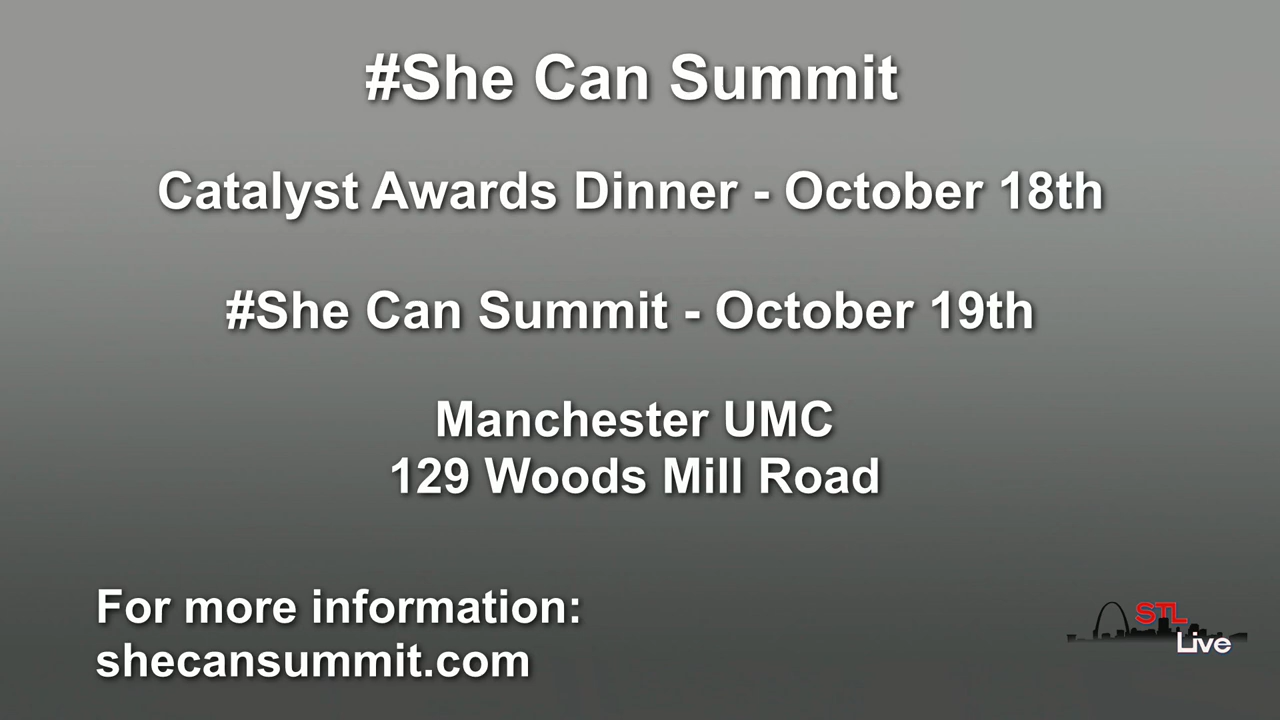 #She Can Summit
Catalyst Awards Dinner - October 18th
#She Can Summit - October 19th
Manchester UMC
129 Woods Mill Road
For more information:
shecansummit.com
STL
Live